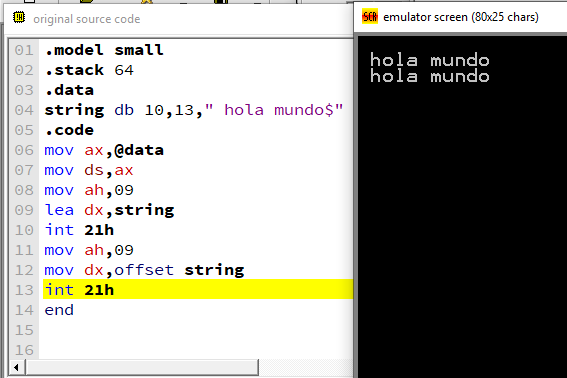 original source code
01 .model small
02 .stack 64
03 .data
04 string db 10,13," hola mundo$"
05 .code
06 mov ax,@data
07 mov ds,ax
08 mov ah,09
09 lea dx,string
10 int 21h
11 mov ah,09
12 mov dx,offset string
13 int 21h
14 end
15
16
SCR emulator screen (80x25 chars)
hola mundo
hola mundo